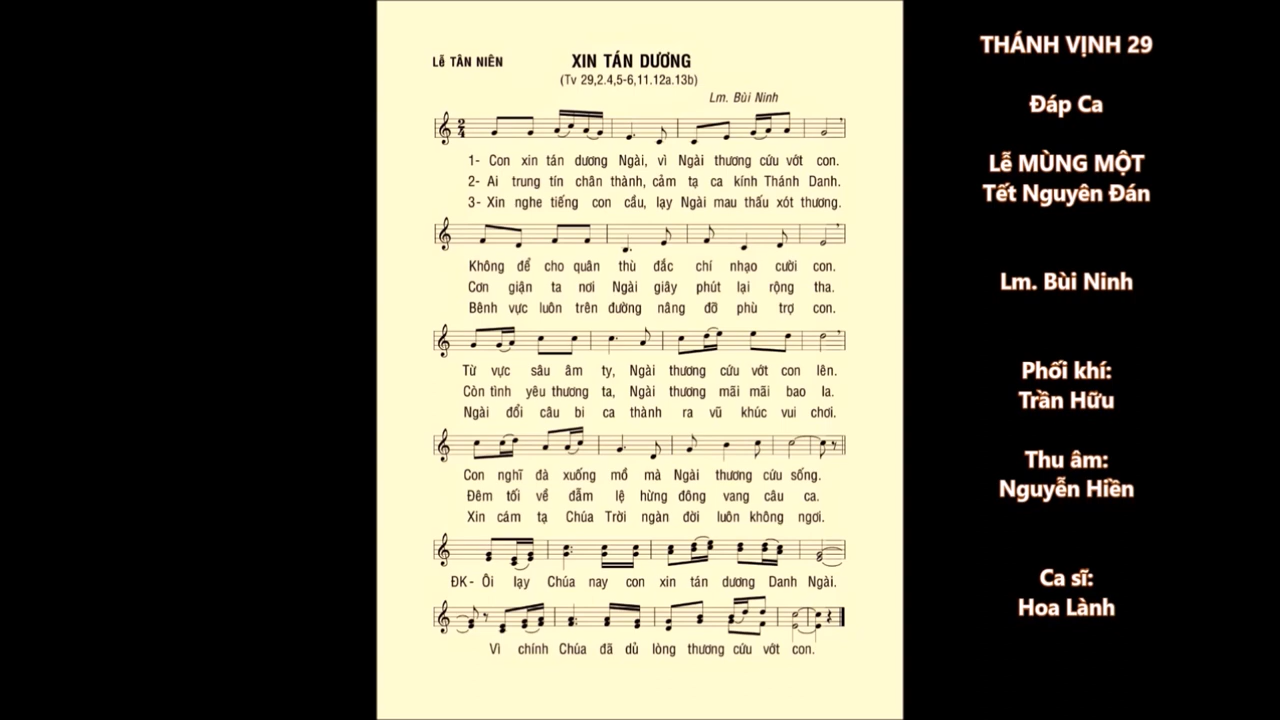 Lễ TÂN NIÊN
XIN TÁN DƯƠNG
(Tv 29,2.4,5-6,11.12a.13b)
Lm. Bùi Ninh
1- Con xin tán dương Ngài, vì Ngài thương cứu vớt con.
2- Ai trung tín chân thành, cảm tạ ca kính Thánh Danh.
3- Xin nghe tiếng con cầu, lạy Ngài mau thấu xót thương.
Không để cho quân thù đắc chí nhạo cười con.
Cơn giận ta nơi Ngài giây phút lại rộng tha.
Bênh vực luôn trên đường nâng đỡ phù trợ con.
Từ vực sâu âm ty, Ngài thương cứu vớt con lên.
Còn tình yêu thương ta, Ngài thương mãi mãi bao la.
Ngài đổi câu bi ca thành ra vũ khúc vui chơi.
Con nghĩ đà xuống mồ mà Ngài thương cứu sống.
Đêm tối về dẫm lệ hừng đông vang câu ca.
Xin cám tạ Chúa Trời ngàn đời luôn không ngơi.
ĐK- Ôi lạy Chúa nay con xin tán dương Danh Ngài.
Vì chính Chúa đã dủ lòng thương cứu vớt con.
THÁNH VỊNH 29
Đáp Ca
Lễ MÙNG MỘT
Tết Nguyên Đán
Lm. Bùi Ninh
Phối khí:
Trần Hữu
Thu âm:
Nguyễn Hiền
Ca sĩ:
Hoa Lành